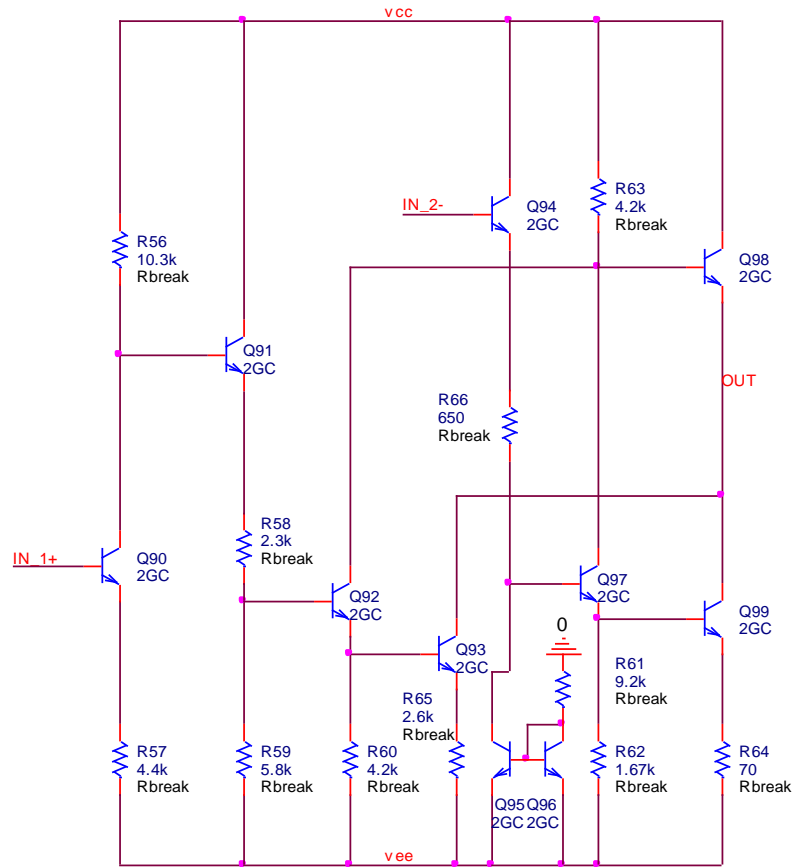 vcc
R56
10.3k
Rbreak
IN_2-
Q94
2GC
R63
4.2k
Rbreak
Q98
2GC
Q91
2GC
OUT
R66
650
Rbreak
R58
2.3k
Rbreak
IN_1+
Q90
2GC
Q92
2GC
Q97
2GC
Q99
2GC
0
Q93
2GC
R61
9.2k
Rbreak
R65
2.6k
Rbreak
R57
4.4k
Rbreak
R59
5.8k
Rbreak
R60
4.2k
Rbreak
R62
1.67k
Rbreak
R64
70
Rbreak
Q95
2GC
Q96
2GC
vee